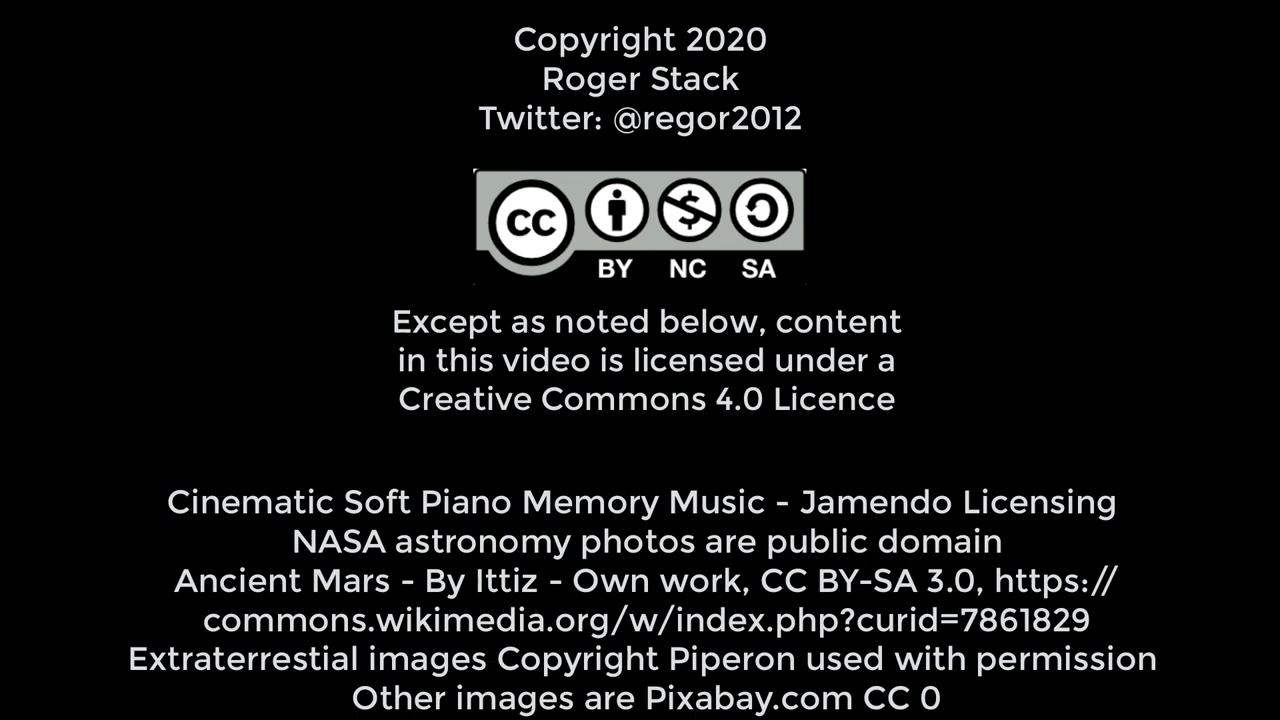 Copyright 2020
Roger Stack
Twitter: @regor2012
CC
BY NC SA
Except as noted below, content
in this video is licensed under a
Creative Commons 4.0 Licence
Cinematic Soft Piano Memory Music - Jamendo Licensing
NASA astronomy photos are public domain
Ancient Mars - By Ittiz - Own work, CC BY-SA 3.0, https://
commons.wikimedia.org/w/index.php?curid=7861829
Extraterrestial images Copyright Piperon used with permission
Other images are Pixabay.com CC 0